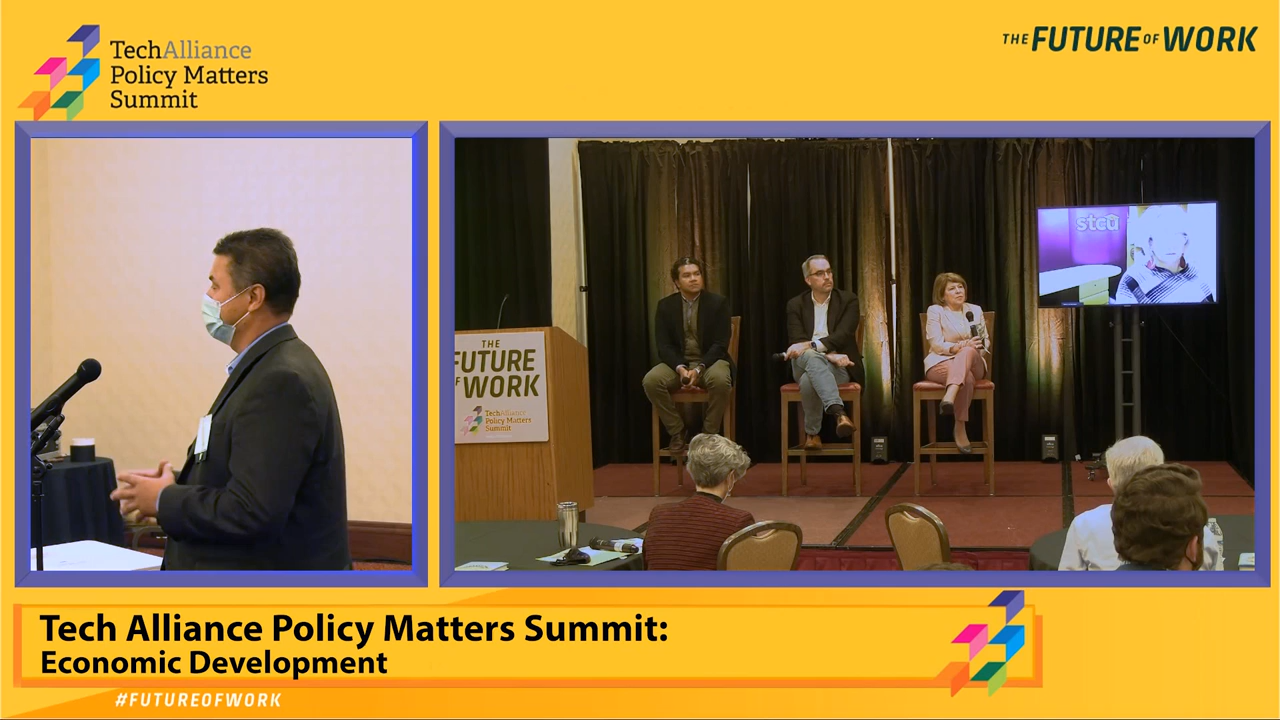 TechAlliance
Policy Matters
Summit
THE FUTURE OF WORK
stcu
THE
FUTURE
OF WORK
TechAlliance
Policy Matters
Summit
Tech Alliance Policy Matters Summit:
Economic Development
#FUTUREOFWORK